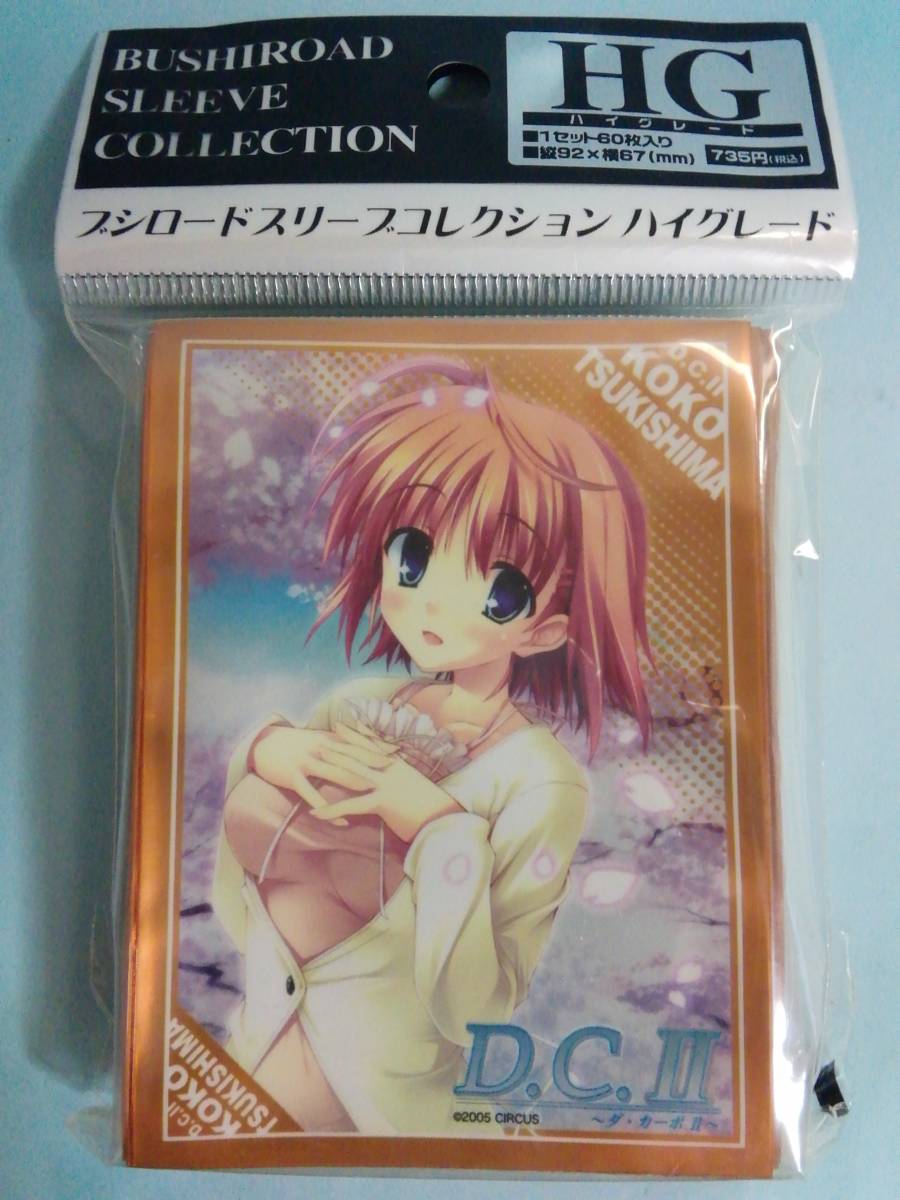 BUSHIROAD
SLEEVE
COLLECTION
HG
ハイグレード
■1セット60枚入り
■縦92×横67(mm)
735円(税込)
ブシロードスリーブコレクション ハイグレード
D.C.II
KOKO
TSUKISHIMA
D.C.II
KOKO
TSUKISHIMA
D.C.II
～ダ・カーポII～
©2005 CIRCUS